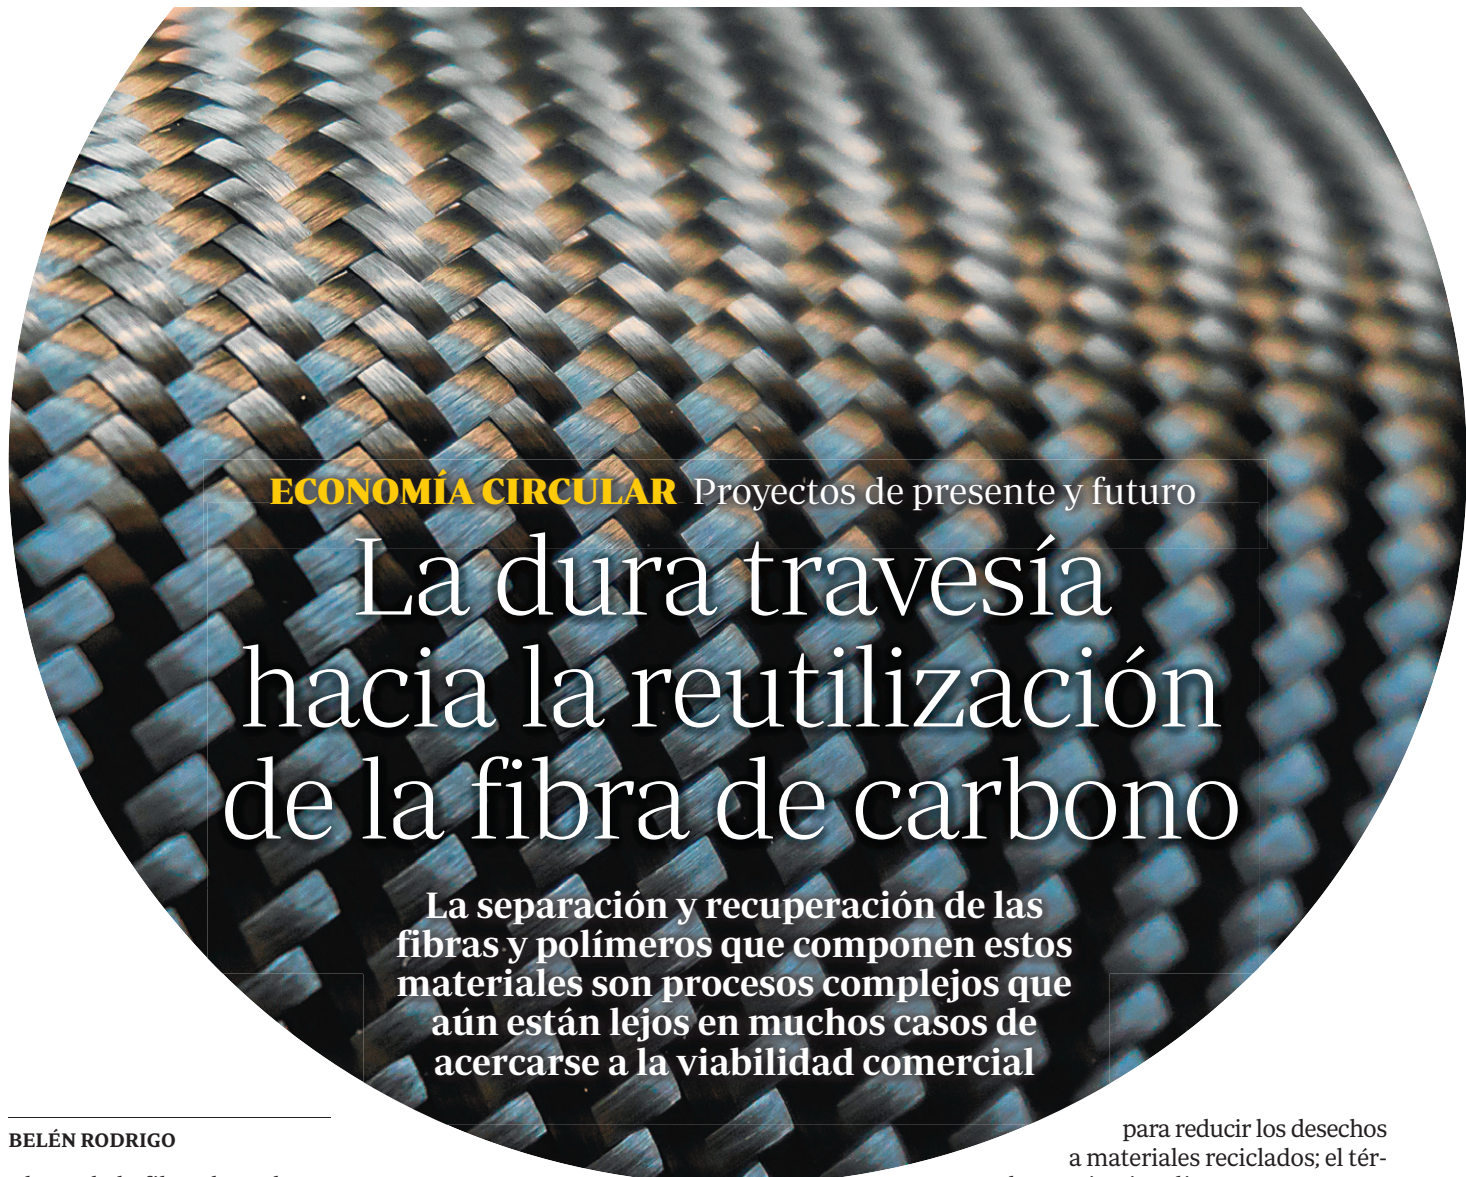 ECONOMÍA CIRCULAR Proyectos de presente y futuro
La dura travesía
hacia la reutilización
de la fibra de carbono
La separación y recuperación de las
fibras y polímeros que componen estos
materiales son procesos complejos que
aún están lejos en muchos casos de
acercarse a la viabilidad comercial
BELÉN RODRIGO
para reducir los desechos
a materiales reciclados; el tér-